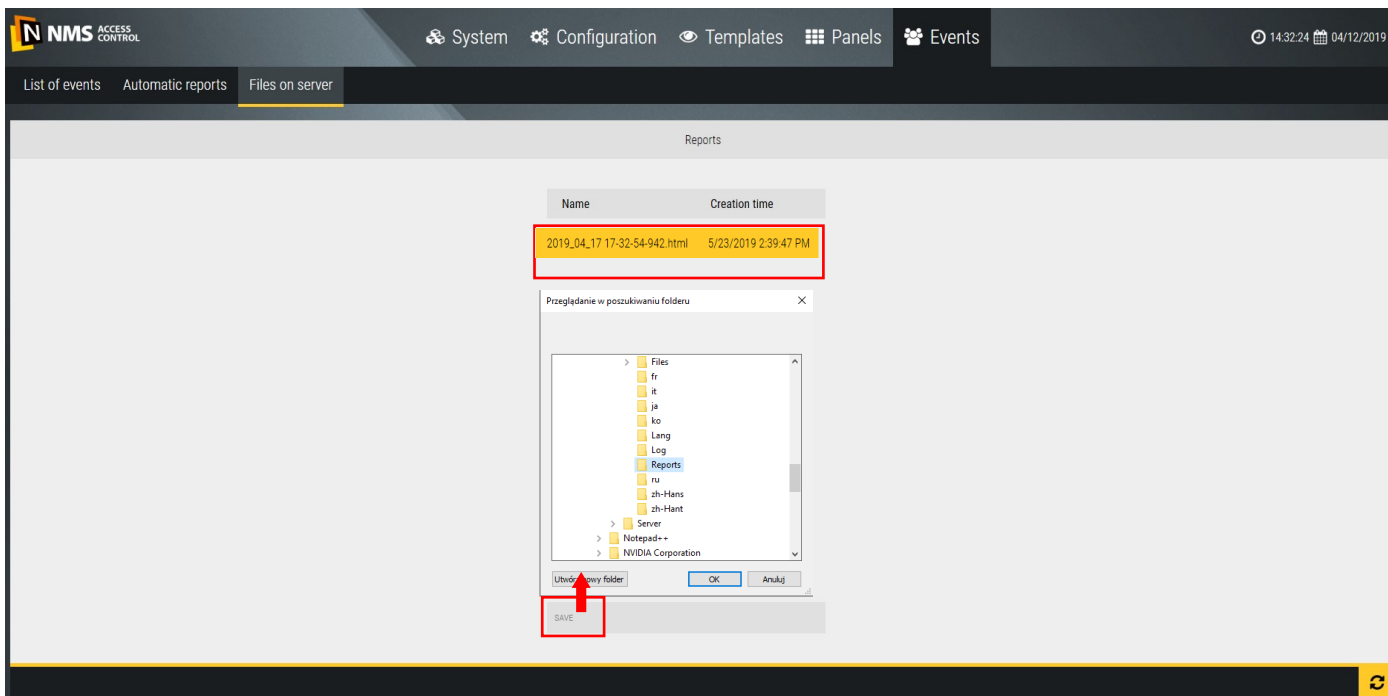 NMS ACCESS CONTROL
System Configuration Templates Panels Events
14:32:24 04/12/2019
List of events Automatic reports Files on server
Reports
Name Creation time
2019_04_17 17-32-54-942.html 5/23/2019 2:39:47 PM
Przeglądanie w poszukiwaniu folderu
Files
fr
it
ja
ko
Lang
Log
Reports
ru
zh-Hans
zh-Hant
Server
Notepad++
NVIDIA Corporation
folder OK Anuluj
SAVE